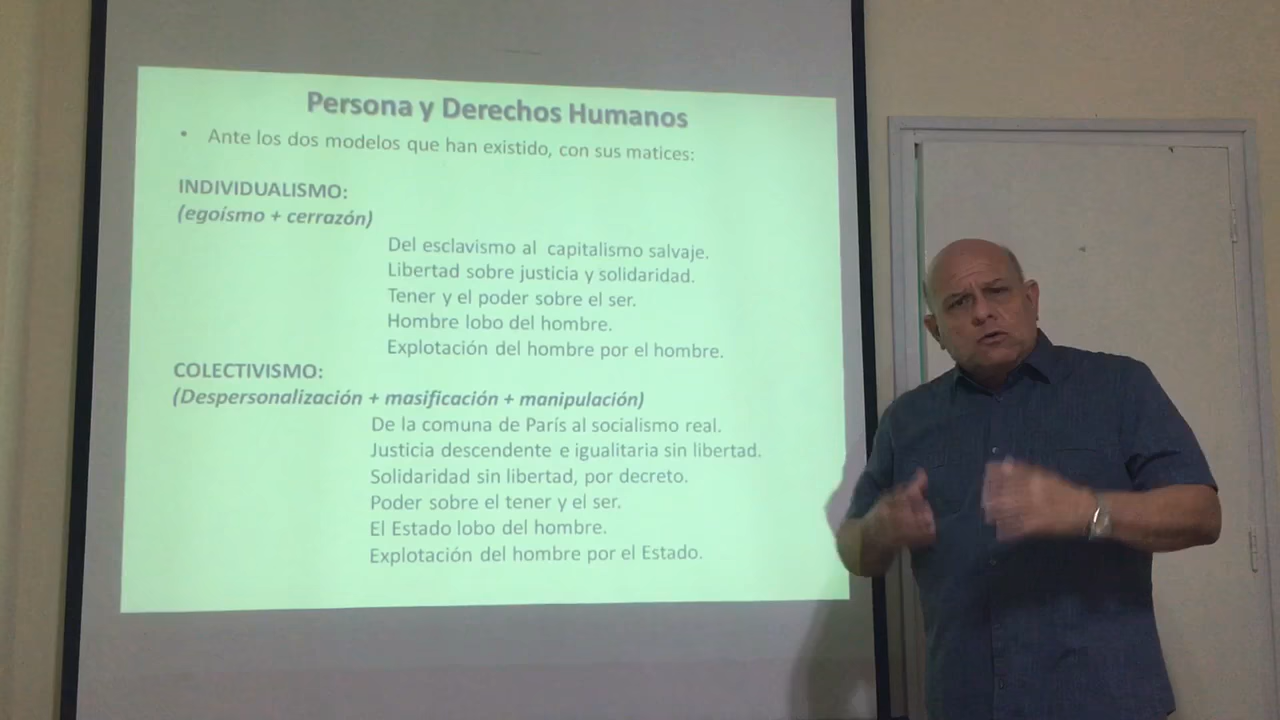 Persona y Derechos Humanos
• Ante los dos modelos que han existido, con sus matices:
INDIVIDUALISMO:
(egoísmo + cerrazón)
Del esclavismo al capitalismo salvaje.
Libertad sobre justicia y solidaridad.
Tener y el poder sobre el ser.
Hombre lobo del hombre.
Explotación del hombre por el hombre.
COLECTIVISMO:
(Despersonalización + masificación + manipulación)
De la comuna de París al socialismo real.
Justicia descendente e igualitaria sin libertad.
Solidaridad sin libertad, por decreto.
Poder sobre el tener y el ser.
El Estado lobo del hombre.
Explotación del hombre por el Estado.